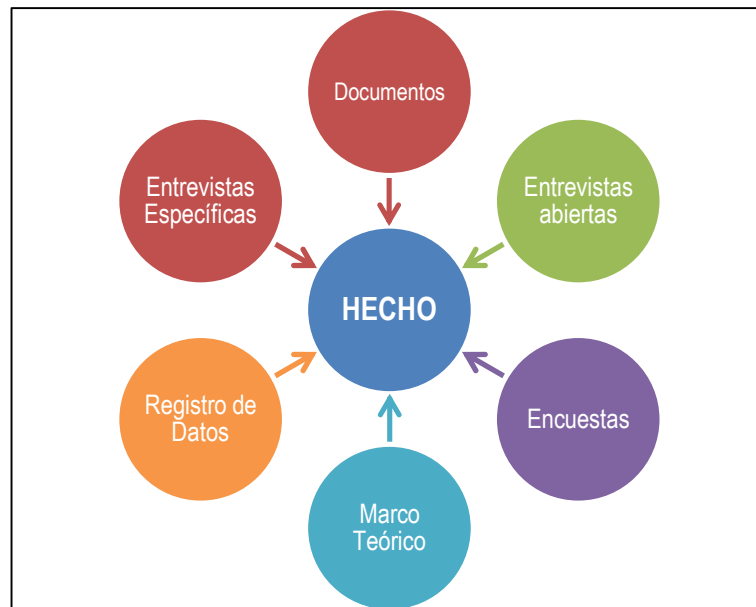 Documentos
Entrevistas
Específicas
Entrevistas
abiertas
HECHO
Registro de
Datos
Encuestas
Marco
Teórico